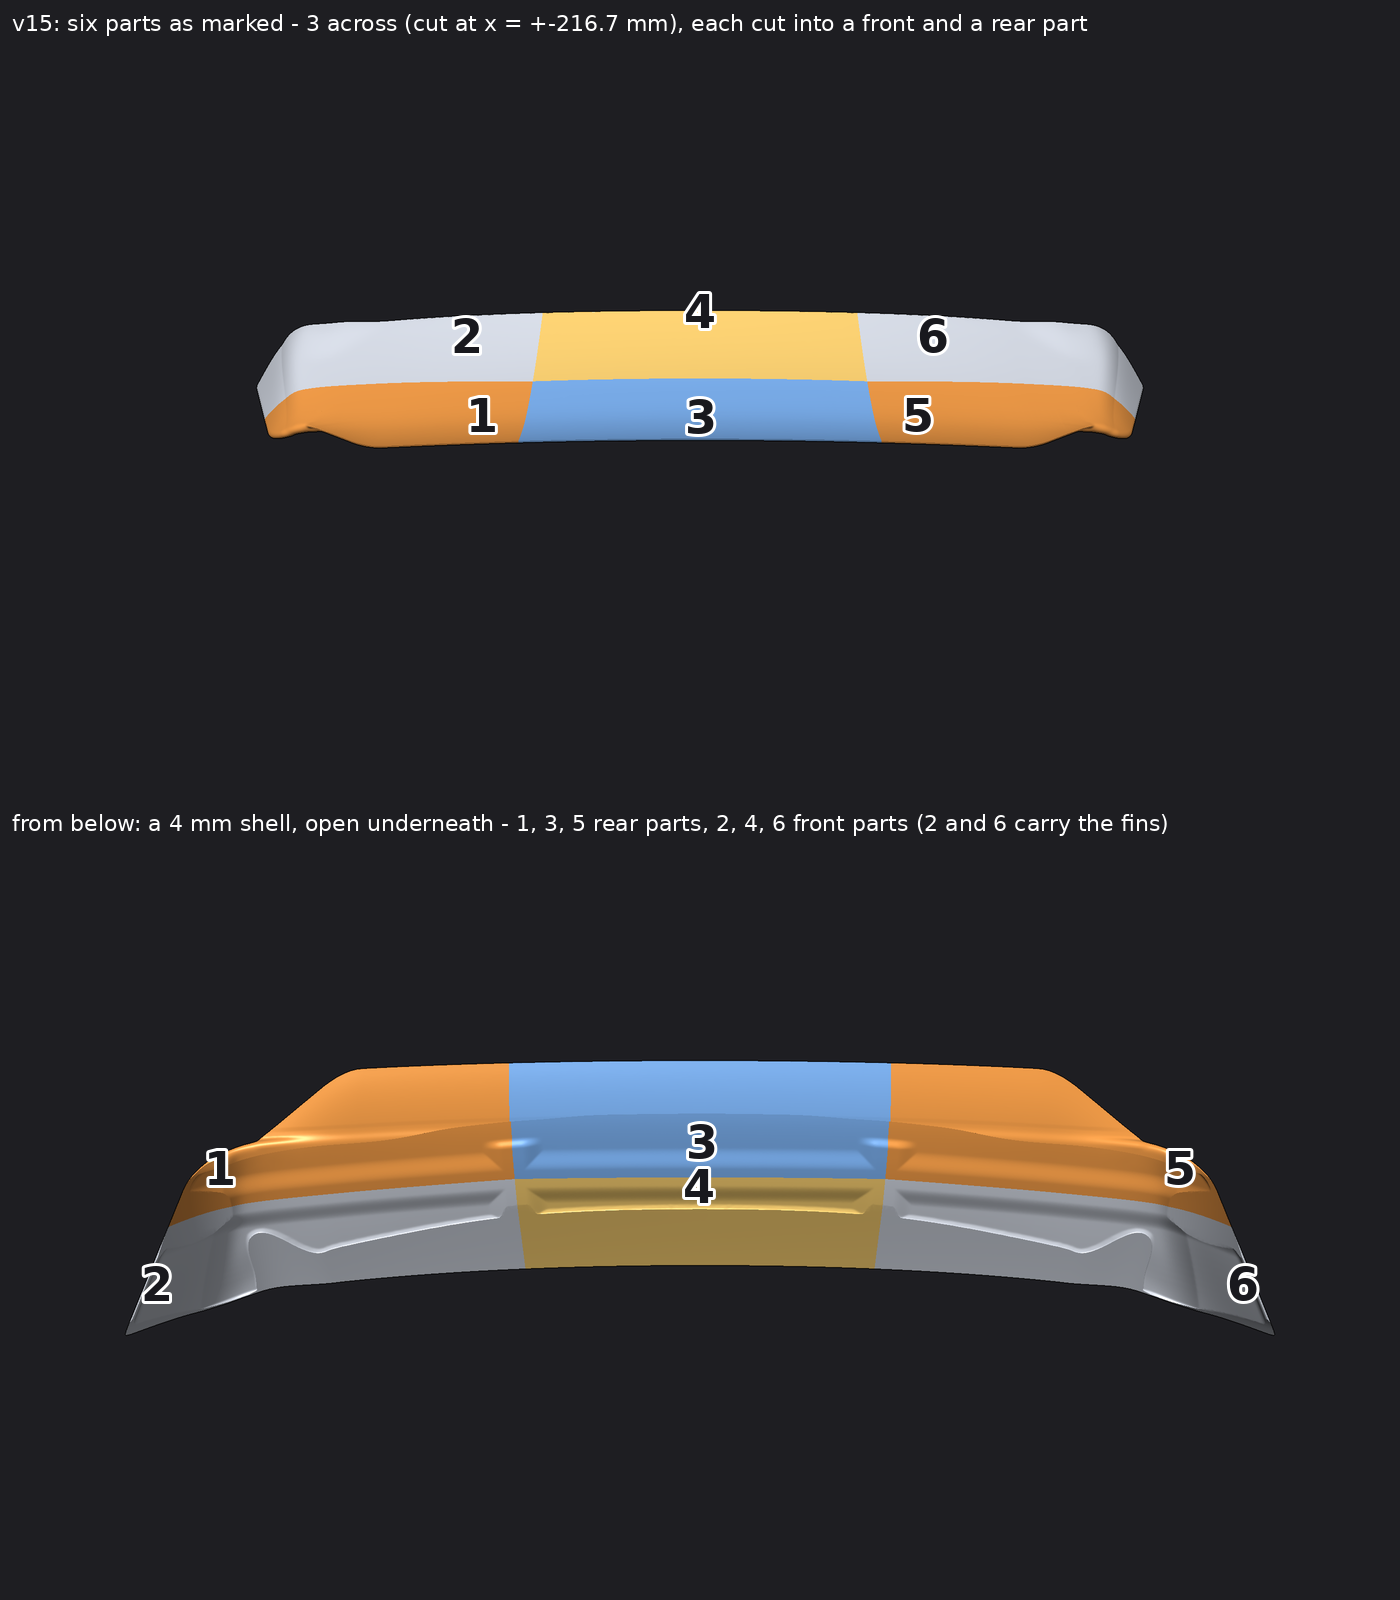 v15: six parts as marked - 3 across (cut at x = +-216.7 mm), each cut into a front and a rear part
2 4 6
1 3 5
from below: a 4 mm shell, open underneath - 1, 3, 5 rear parts, 2, 4, 6 front parts (2 and 6 carry the fins)
1 3 5
4
2 6